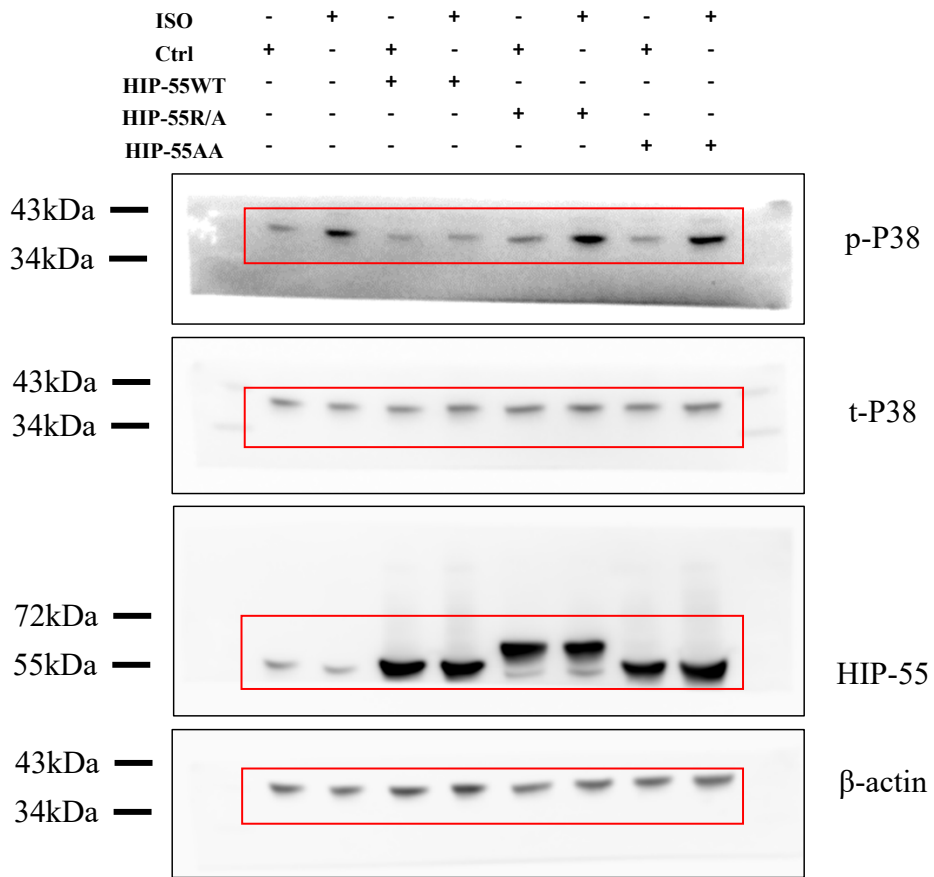 ISO - + - + - + - +
Ctrl + - + - + - + -
HIP-55WT - - + + - - - -
HIP-55R/A - - - - + + - -
HIP-55AA - - - - - - + +
43kDa
34kDa
p-P38
43kDa
34kDa
t-P38
72kDa
55kDa
HIP-55
43kDa
34kDa
β-actin